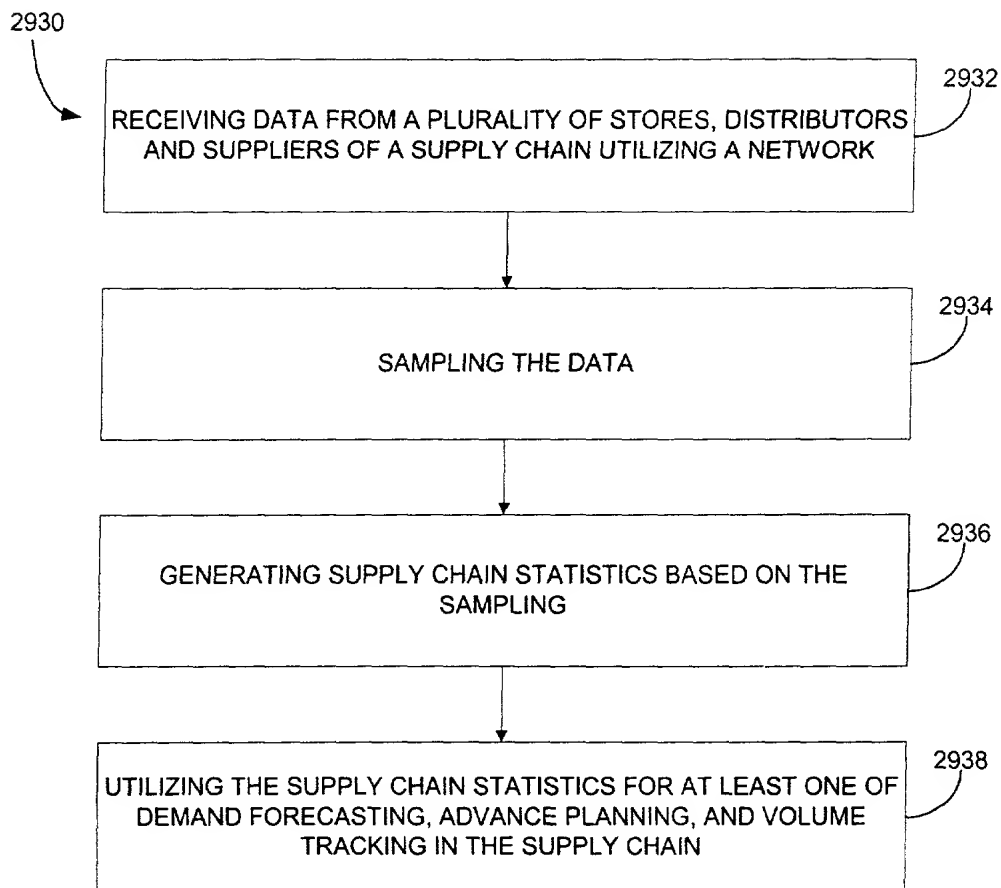 2930
2932
RECEIVING DATA FROM A PLURALITY OF STORES, DISTRIBUTORS
AND SUPPLIERS OF A SUPPLY CHAIN UTILIZING A NETWORK
2934
SAMPLING THE DATA
2936
GENERATING SUPPLY CHAIN STATISTICS BASED ON THE
SAMPLING
2938
UTILIZING THE SUPPLY CHAIN STATISTICS FOR AT LEAST ONE OF
DEMAND FORECASTING, ADVANCE PLANNING, AND VOLUME
TRACKING IN THE SUPPLY CHAIN